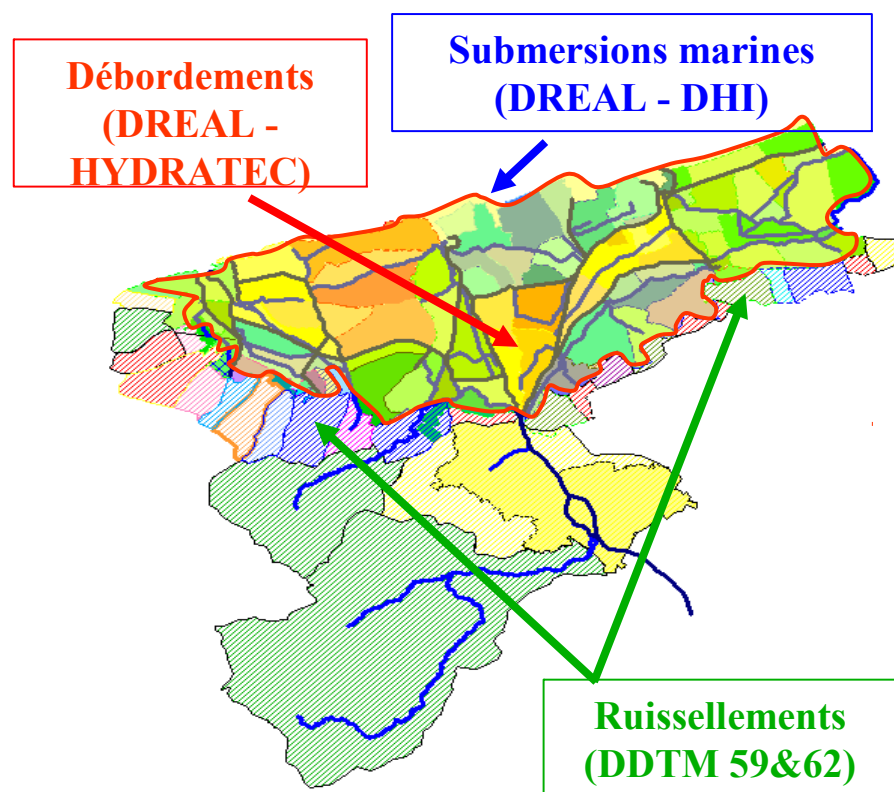 Débordements
(DREAL -
HYDRATEC)
Submersions marines
(DREAL - DHI)
Ruissellements
(DDTM 59&62)